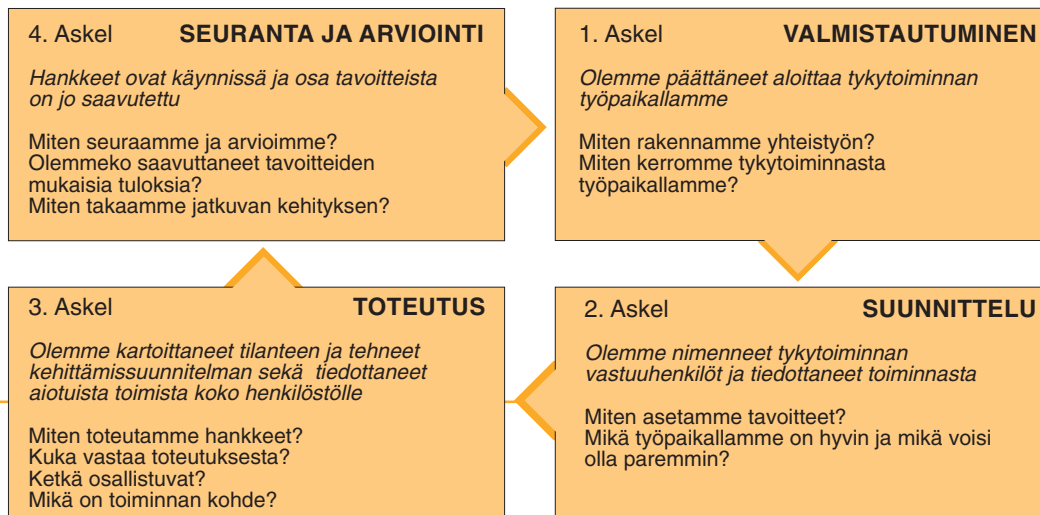 4. Askel SEURANTA JA ARVIOINTI
Hankkeet ovat käynnissä ja osa tavoitteista
on jo saavutettu
Miten seuraamme ja arvioimme?
Olemmeko saavuttaneet tavoitteiden
mukaisia tuloksia?
Miten takaamme jatkuvan kehityksen?
1. Askel VALMISTAUTUMINEN
Olemme päättäneet aloittaa tykytoiminnan
työpaikallamme
Miten rakennamme yhteistyön?
Miten kerromme tykytoiminnasta
työpaikallamme?
3. Askel TOTEUTUS
Olemme kartoittaneet tilanteen ja tehneet
kehittämissuunnitelman sekä tiedottaneet
aiotuista toimista koko henkilöstölle
Miten toteutamme hankkeet?
Kuka vastaa toteutuksesta?
Ketkä osallistuvat?
Mikä on toiminnan kohde?
2. Askel SUUNNITTELU
Olemme nimenneet tykytoiminnan
vastuuhenkilöt ja tiedottaneet toiminnasta
Miten asetamme tavoitteet?
Mikä työpaikallamme on hyvin ja mikä voisi
olla paremmin?